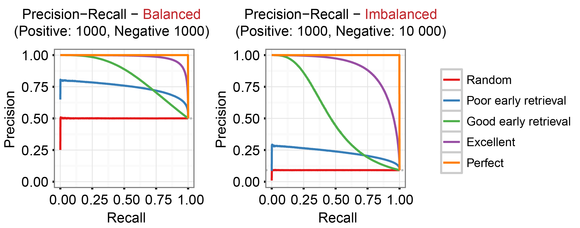 Precision−Recall − Balanced
(Positive: 1000, Negative 1000)
Precision−Recall − Imbalanced
(Positive: 1000, Negative: 10 000)
Precision
1.00
0.75
0.50
0.25
0.00
0.00 0.25 0.50 0.75 1.00
Recall
Precision
1.00
0.75
0.50
0.25
0.00
0.00 0.25 0.50 0.75 1.00
Recall
Random
Poor early retrieval
Good early retrieval
Excellent
Perfect